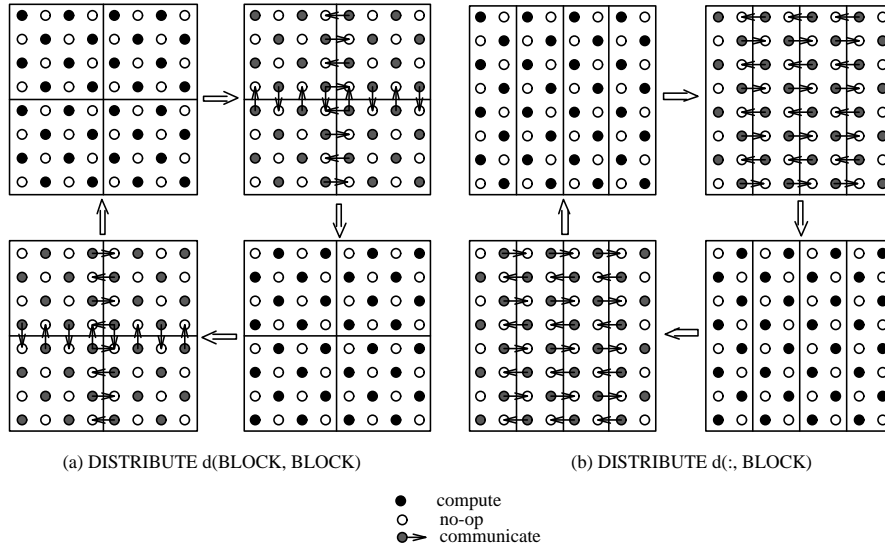 (a) DISTRIBUTE d(BLOCK, BLOCK)
(b) DISTRIBUTE d(:, BLOCK)
compute
no-op
communicate